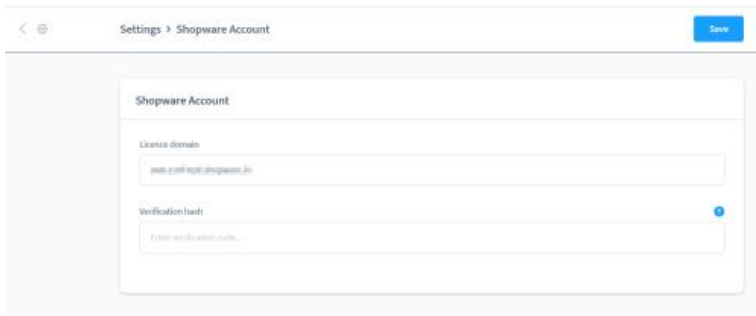 Settings > Shopware Account
Save
Shopware Account
Licence domain
Verification hash
Enter verification code...